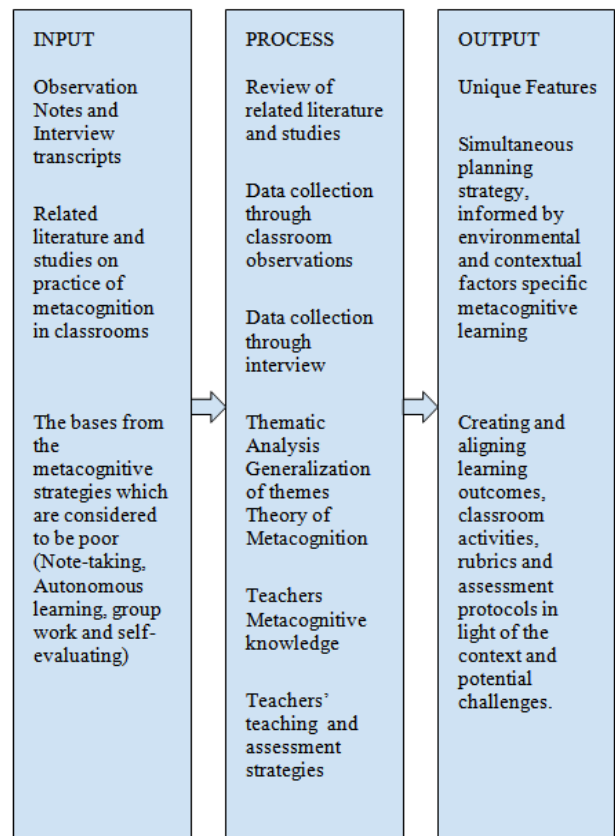 INPUT
Observation
Notes and
Interview
transcripts
Related
literature and
studies on
practice of
metacognition
in classrooms
The bases from
the
metacognitive
strategies which
are considered
to be poor
(Note-taking,
Autonomous
learning, group
work and self-
evaluating)
PROCESS
Review of
related literature
and studies
Data collection
through
classroom
observations
Data collection
through
interview
Thematic
Analysis
Generalization
of themes
Theory of
Metacognition
Teachers
Metacognitive
knowledge
Teachers’
teaching and
assessment
strategies
OUTPUT
Unique Features
Simultaneous
planning
strategy,
informed by
environmental
and contextual
factors specific
metacognitive
learning
Creating and
aligning
learning
outcomes,
classroom
activities,
rubrics and
assessment
protocols in
light of the
context and
potential
challenges.